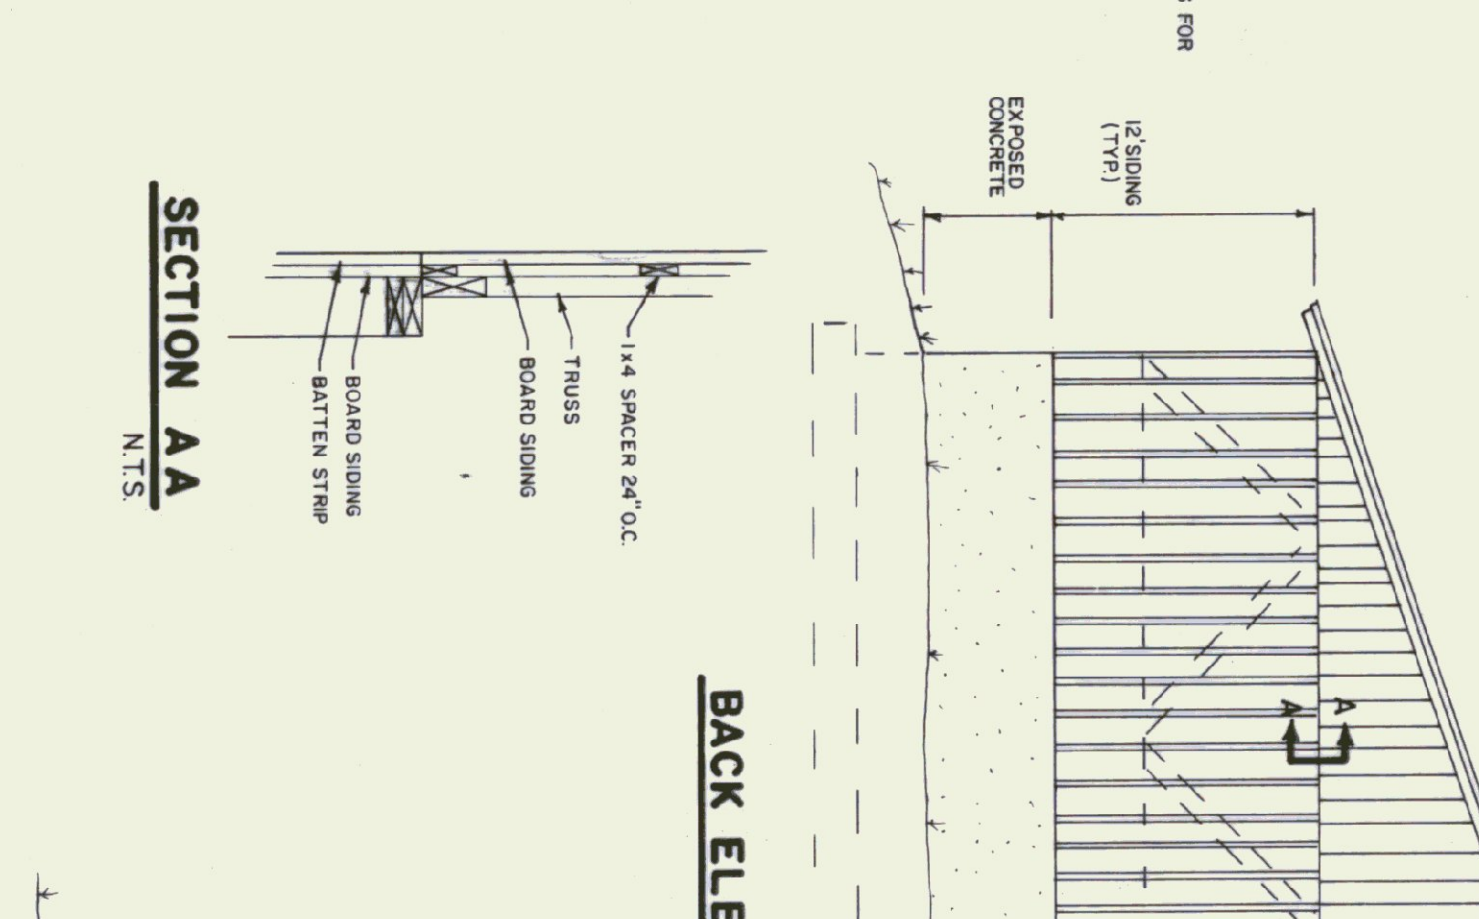 FOR
12' SIDING
(TYP.)
EXPOSED
CONCRETE
A
A
1x4 SPACER 24" O.C.
TRUSS
BOARD SIDING
BOARD SIDING
BATTEN STRIP
SECTION AA
N.T.S.
BACK ELE